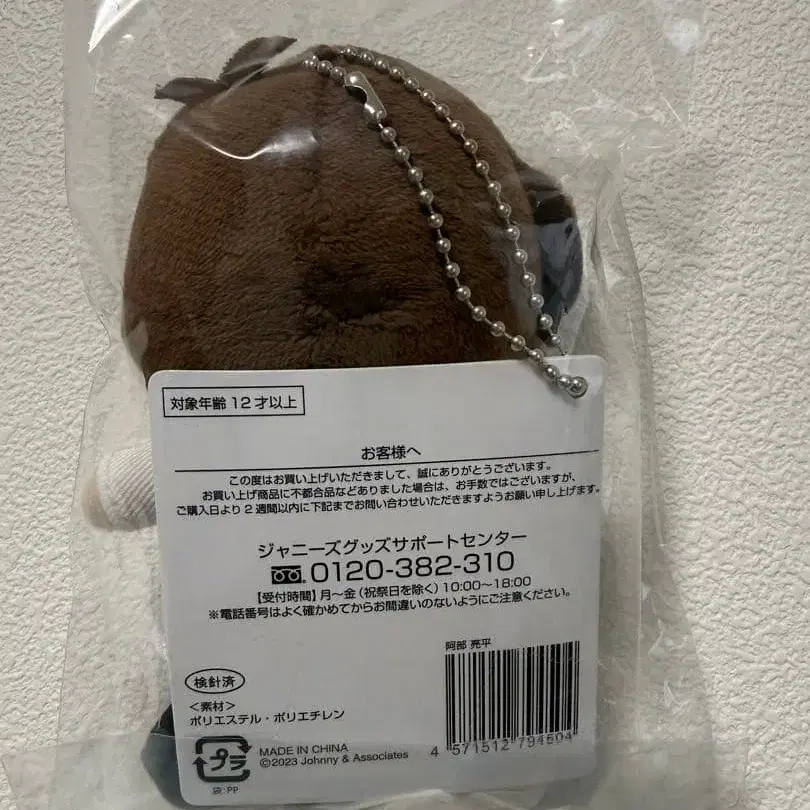 対象年齢 12 才以上
お客様へ
この度はお買い上げいただきまして、誠にありがとうございます。
お買い上げ商品に不都合品などありました場合は、お手数ではございますが、
ご購入日より 2 週間以内に下記までお問い合わせいただきますようお願い申し上げます。
ジャニーズグッズサポートセンター
0120-382-310
【受付時間】月～金（祝祭日を除く）10:00～18:00
※電話番号はよく確かめてからお間違いのないようにご注意ください。
阿部 亮平
検針済
＜素材＞
ポリエステル・ポリエチレン
プラ
袋:PP
MADE IN CHINA
©2023 Johnny & Associates
4 571512 794604